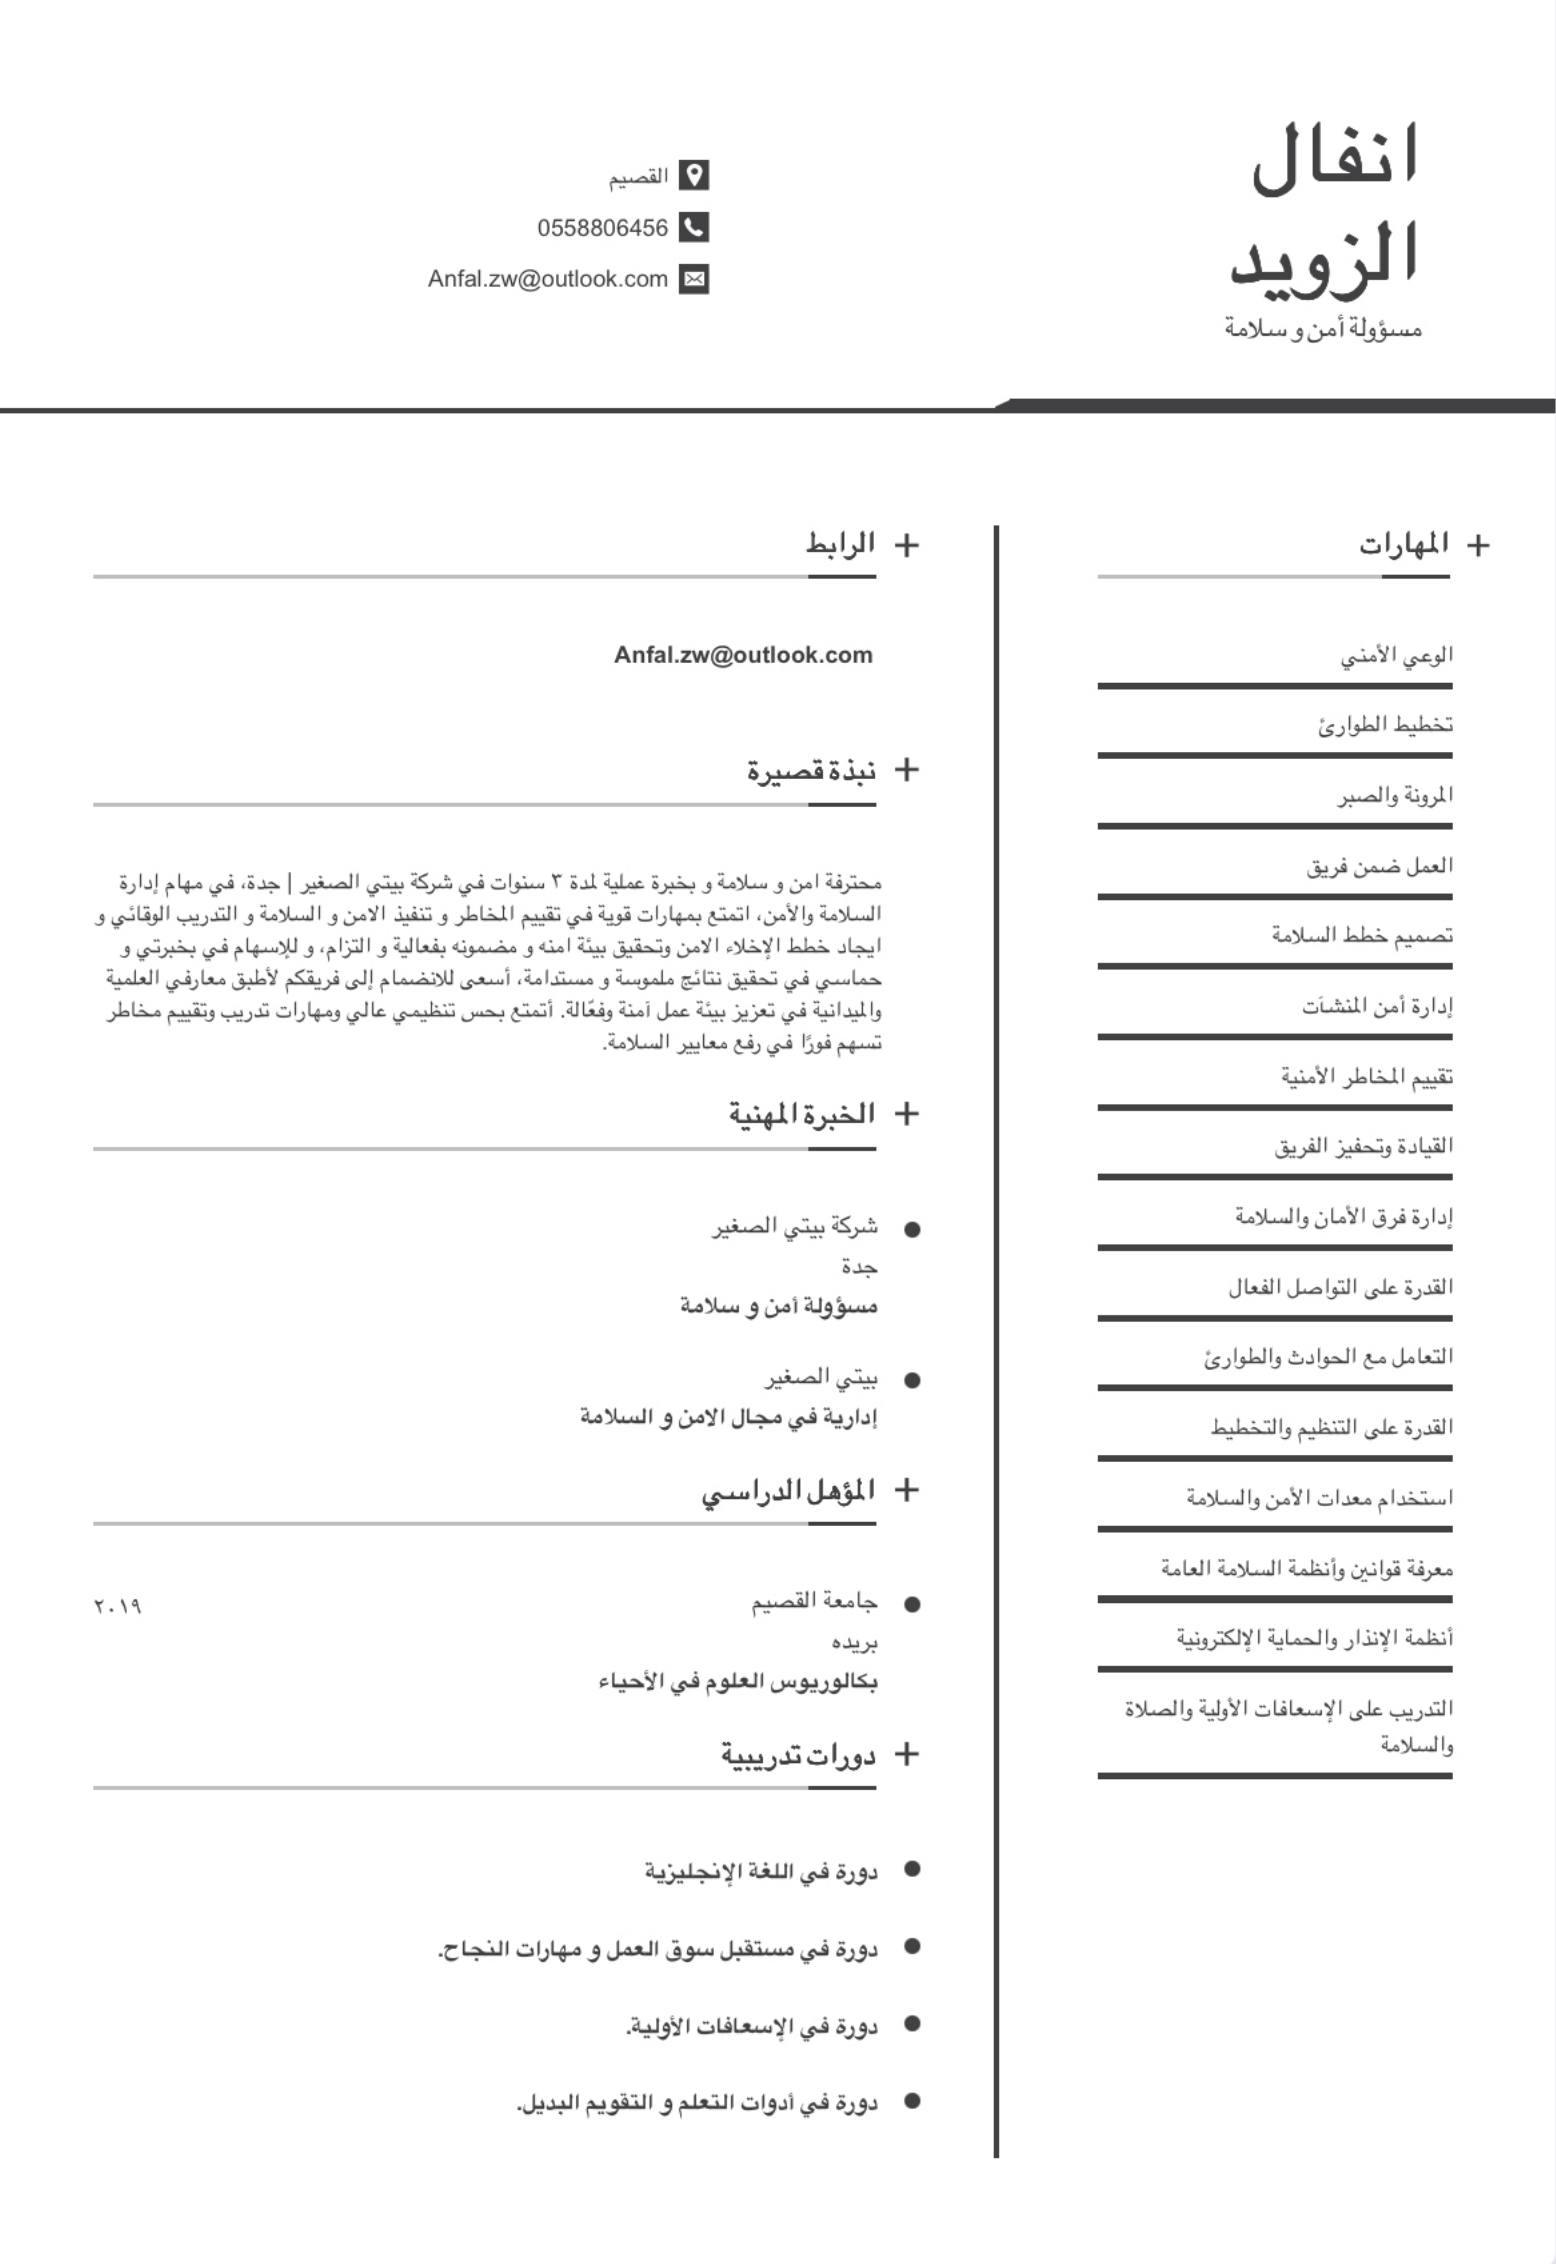 انفال
الزويد
مسؤولة أمن و سلامة
القصيم
0558806456
Anfal.zw@outlook.com
المهارات
الوعي الأمني
تخطيط الطوارئ
المرونة والصبر
العمل ضمن فريق
تصميم خطط السلامة
إدارة أمن المنشآت
تقييم المخاطر الأمنية
القيادة وتحفيز الفريق
إدارة فرق الأمان والسلامة
القدرة على التواصل الفعال
التعامل مع الحوادث والطوارئ
القدرة على التنظيم والتخطيط
استخدام معدات الأمن والسلامة
معرفة قوانين وأنظمة السلامة العامة
أنظمة الإنذار والحماية الإلكترونية
التدريب على الإسعافات الأولية والصلاة
والسلامة
الرابط
Anfal.zw@outlook.com
نبذة قصيرة
محترفة امن و سلامة و بخبرة عملية لمدة ٣ سنوات في شركة بيتي الصغير | جدة، في مهام إدارة
السلامة والأمن، اتمتع بمهارات قوية في تقييم المخاطر و تنفيذ الامن و السلامة و التدريب الوقائي و
ايجاد خطط الإخلاء الامن وتحقيق بيئة امنه و مضمونه بفعالية و التزام، و للإسهام في بخبرتي و
حماسي في تحقيق نتائج ملموسة و مستدامة، أسعى للانضمام إلى فريقكم لأطبق معارفي العلمية
والميدانية في تعزيز بيئة عمل آمنة وفعّالة. أتمتع بحس تنظيمي عالي ومهارات تدريب وتقييم مخاطر
تسهم فورًا في رفع معايير السلامة.
الخبرة المهنية
شركة بيتي الصغير
جدة
مسؤولة أمن و سلامة
بيتي الصغير
إدارية في مجال الامن و السلامة
المؤهل الدراسي
جامعة القصيم ٢٠١٩
بريده
بكالوريوس العلوم في الأحياء
دورات تدريبية
دورة في اللغة الإنجليزية
دورة في مستقبل سوق العمل و مهارات النجاح.
دورة في الإسعافات الأولية.
دورة في أدوات التعلم و التقويم البديل.